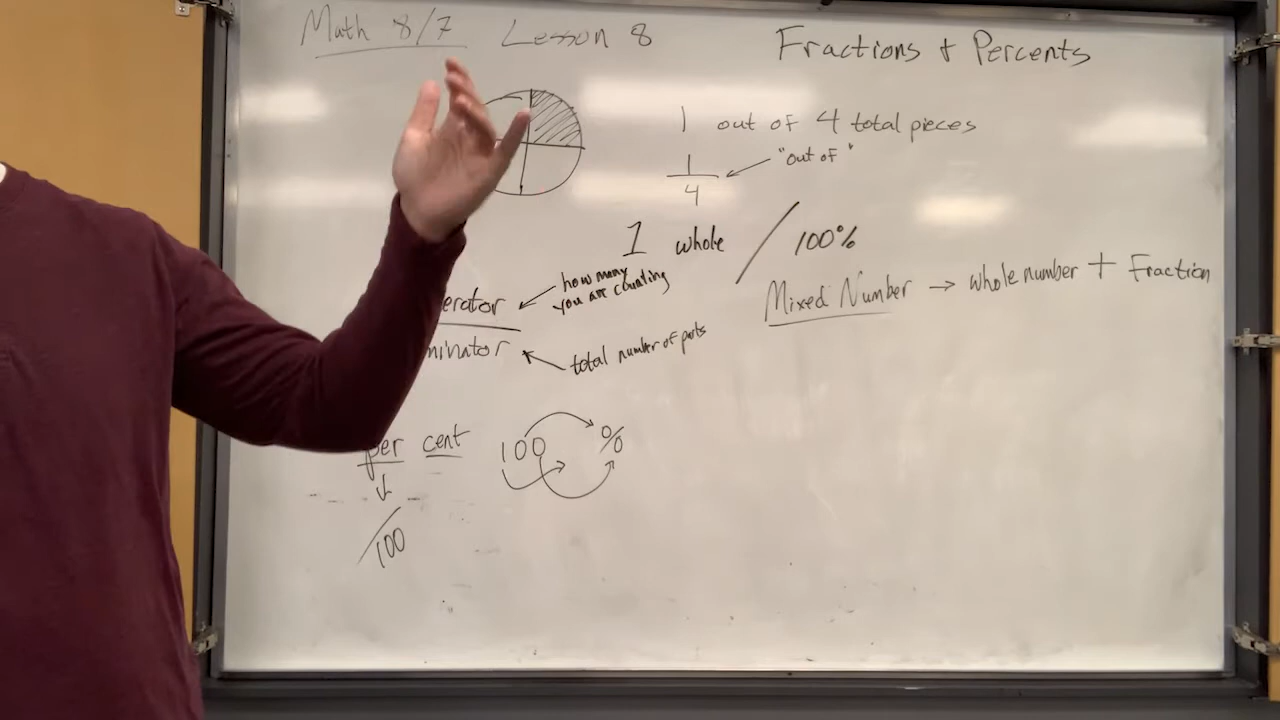 Math 8/7 Lesson 8
Fractions + Percents
1 out of 4 total pieces
1
4
"out of"
1 whole / 100%
how many
you are counting
erator
minator
total number of parts
Mixed Number → whole number + Fraction
per cent
100 %
/100